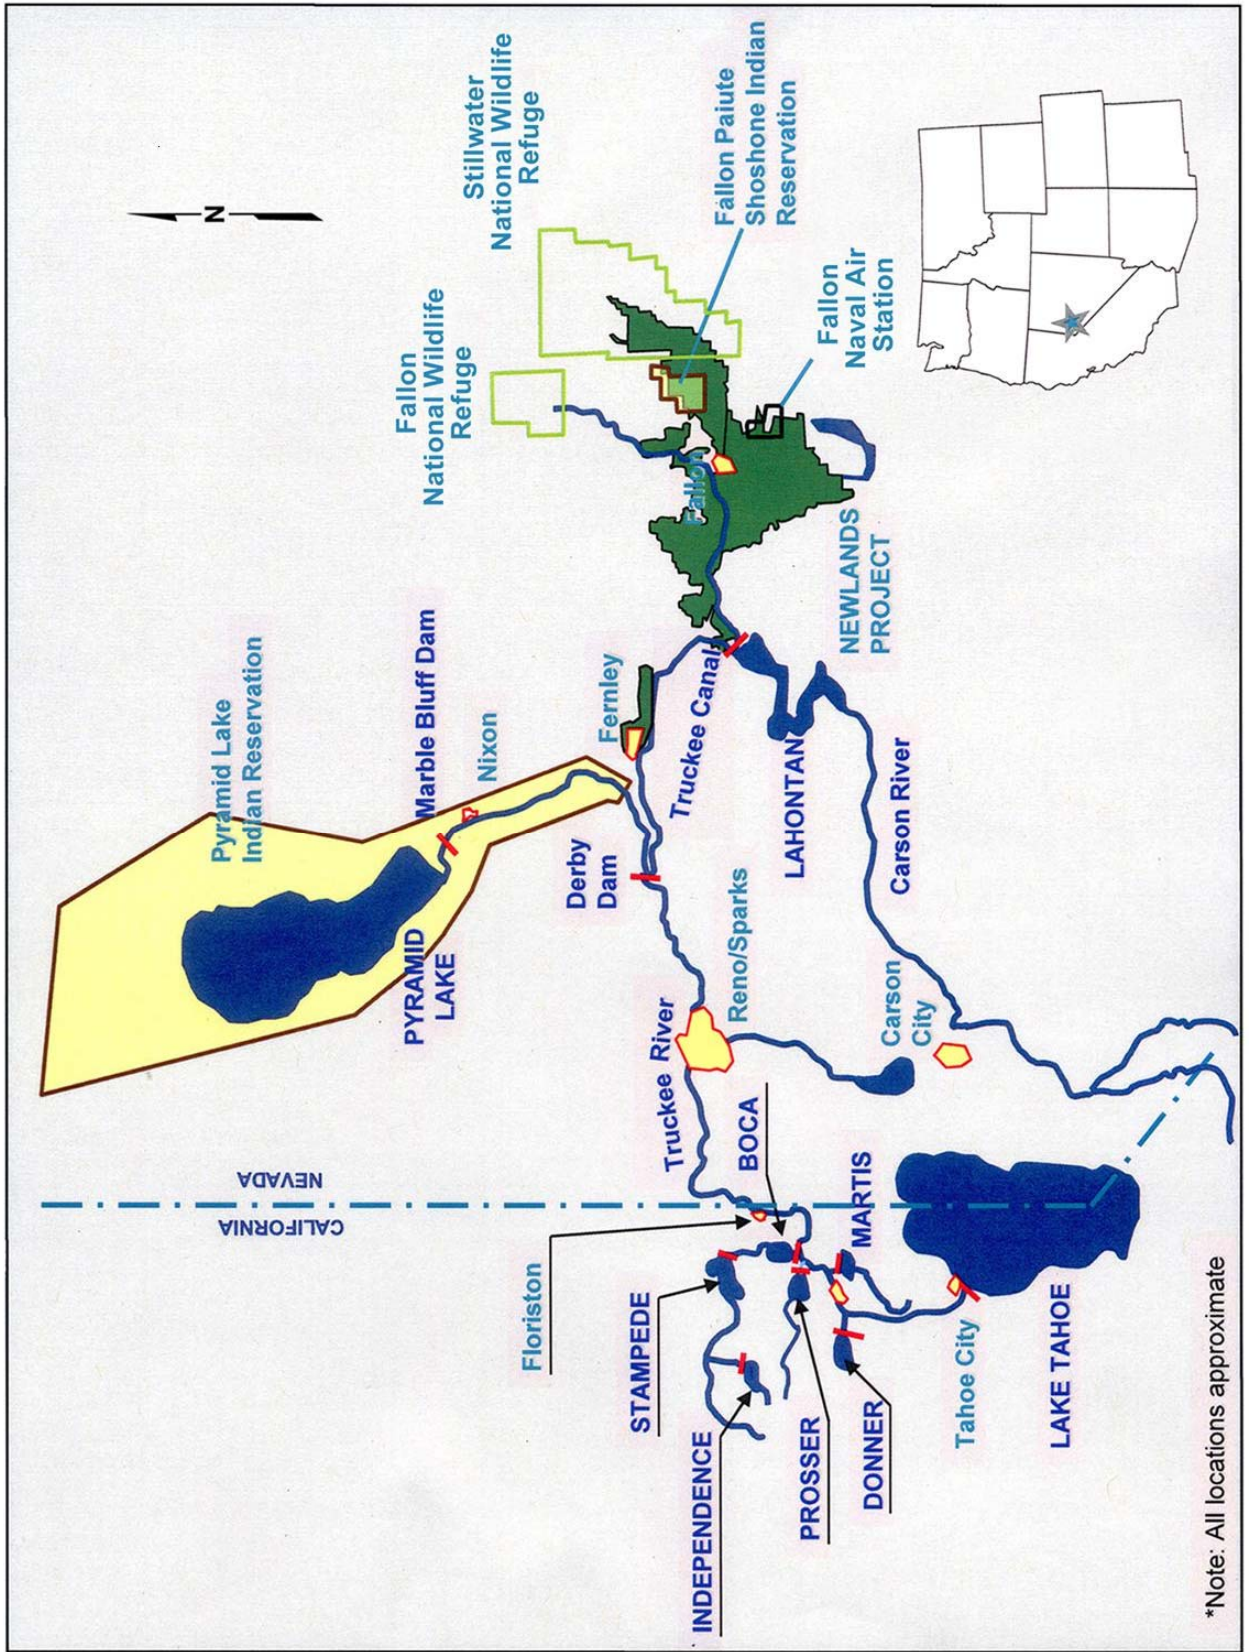 N
Stillwater
National Wildlife
Refuge
Fallon
National Wildlife
Refuge
Fallon Paiute
Shoshone Indian
Reservation
Fallon
Naval Air
Station
Fallon
NEWLANDS
PROJECT
Pyramid Lake
Indian Reservation
Marble Bluff Dam
Nixon
Fernley
Truckee Canal
LAHONTAN
Carson River
PYRAMID
LAKE
Derby
Dam
Reno/Sparks
Truckee River
Carson
City
NEVADA
CALIFORNIA
BOCA
MARTIS
Floriston
STAMPEDE
INDEPENDENCE
PROSSER
DONNER
Tahoe City
LAKE TAHOE
*Note: All locations approximate